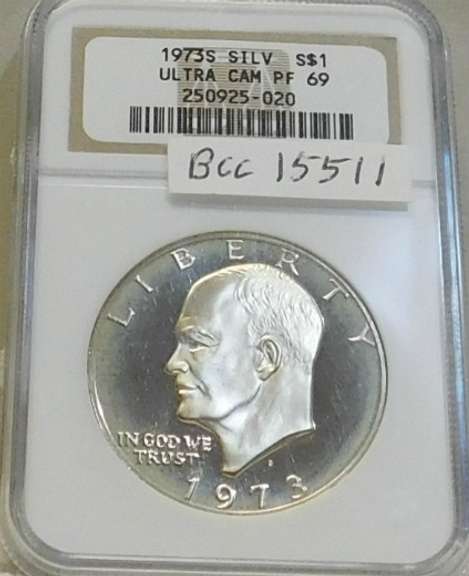 1973S SILV S$1
ULTRA CAM PF 69
250925-020
BCC 15511
LIBERTY
IN GOD WE
TRUST
S
1973